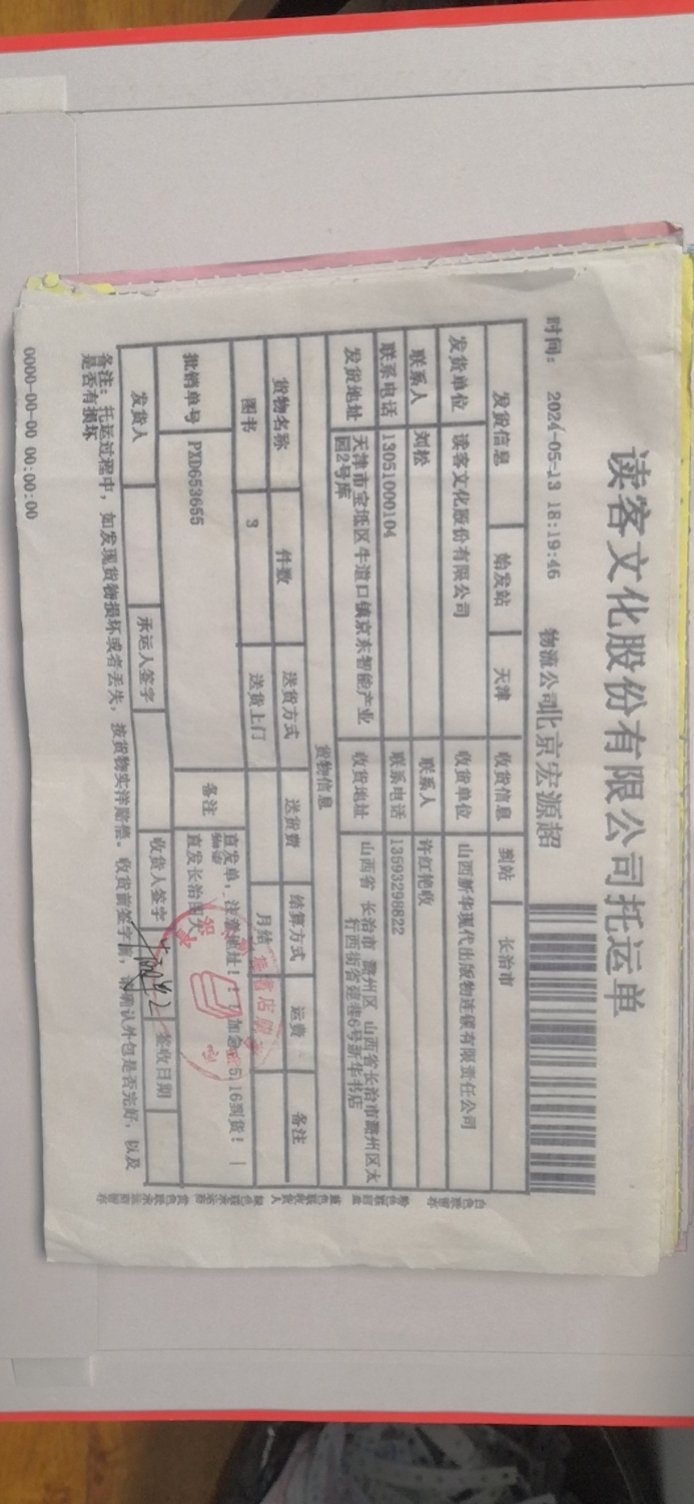 读客文化股份有限公司托运单
时间: 2024-05-13 18:19:46 物流公司北京宏源超
发货信息 始发站 天津 收货信息 到站 长治市
发货单位 读客文化股份有限公司 收货单位 山西新华现代出版物连锁有限责任公司
联系人 刘松 联系人 许红艳收
联系电话 13051000104 联系电话 13593298822
发货地址 天津市宝坻区牛道口镇京东智能产业园2号库 收货地址 山西省 长治市 潞州区 山西省长治市潞州区太行西街省建巷6号新华书店
货物信息
货物名称 件数 送货方式 送货费 结算方式 运费 备注
图书 3 送货上门 月结
批销单号 PXD653655 备注 直发单, 注意地址! 加急 5.16到货!
直发长治
发货人 承运人签字 收货人签字 签收日期
备注: 托运过程中, 如发现货物损坏或者丢失, 按货物实洋赔偿。收货前签字前, 请确认外包是否完好, 以及
是否有损坏
0000-00-00 00:00:00